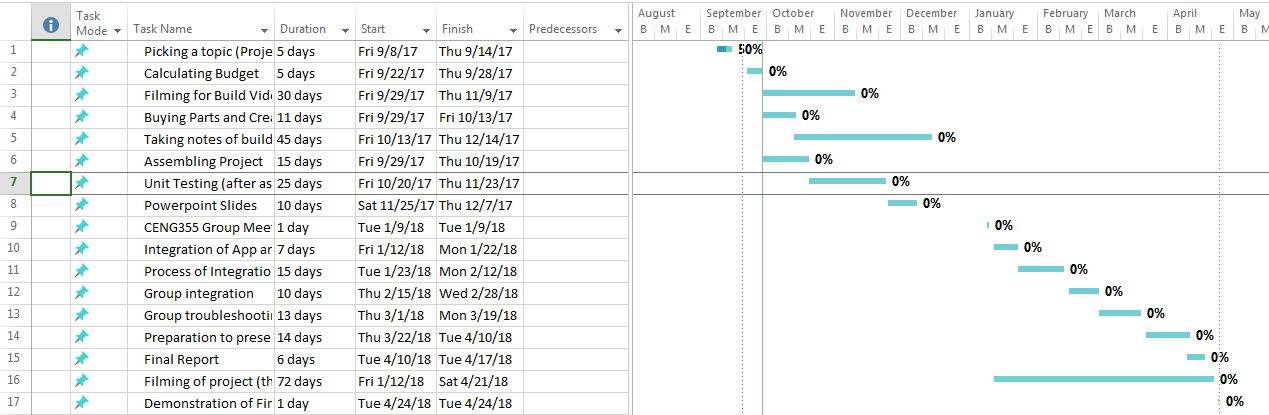 Task Mode Task Name Duration Start Finish Predecessors August September October November December January February March April May
B M E B M E B M E B M E B M E B M E B M E B M E B M E B M
1 Picking a topic (Proje 5 days Fri 9/8/17 Thu 9/14/17 50%
2 Calculating Budget 5 days Fri 9/22/17 Thu 9/28/17 0%
3 Filming for Build Vide 30 days Fri 9/29/17 Thu 11/9/17 0%
4 Buying Parts and Crea 11 days Fri 9/29/17 Fri 10/13/17 0%
5 Taking notes of build 45 days Fri 10/13/17 Thu 12/14/17 0%
6 Assembling Project 15 days Fri 9/29/17 Thu 10/19/17 0%
7 Unit Testing (after as 25 days Fri 10/20/17 Thu 11/23/17 0%
8 Powerpoint Slides 10 days Sat 11/25/17 Thu 12/7/17 0%
9 CENG355 Group Mee 1 day Tue 1/9/18 Tue 1/9/18 0%
10 Integration of App ar 7 days Fri 1/12/18 Mon 1/22/18 0%
11 Process of Integratio 15 days Tue 1/23/18 Mon 2/12/18 0%
12 Group integration 10 days Thu 2/15/18 Wed 2/28/18 0%
13 Group troubleshooti 13 days Thu 3/1/18 Mon 3/19/18 0%
14 Preparation to prese 14 days Thu 3/22/18 Tue 4/10/18 0%
15 Final Report 6 days Tue 4/10/18 Tue 4/17/18 0%
16 Filming of project (th 72 days Fri 1/12/18 Sat 4/21/18 0%
17 Demonstration of Fir 1 day Tue 4/24/18 Tue 4/24/18 0%